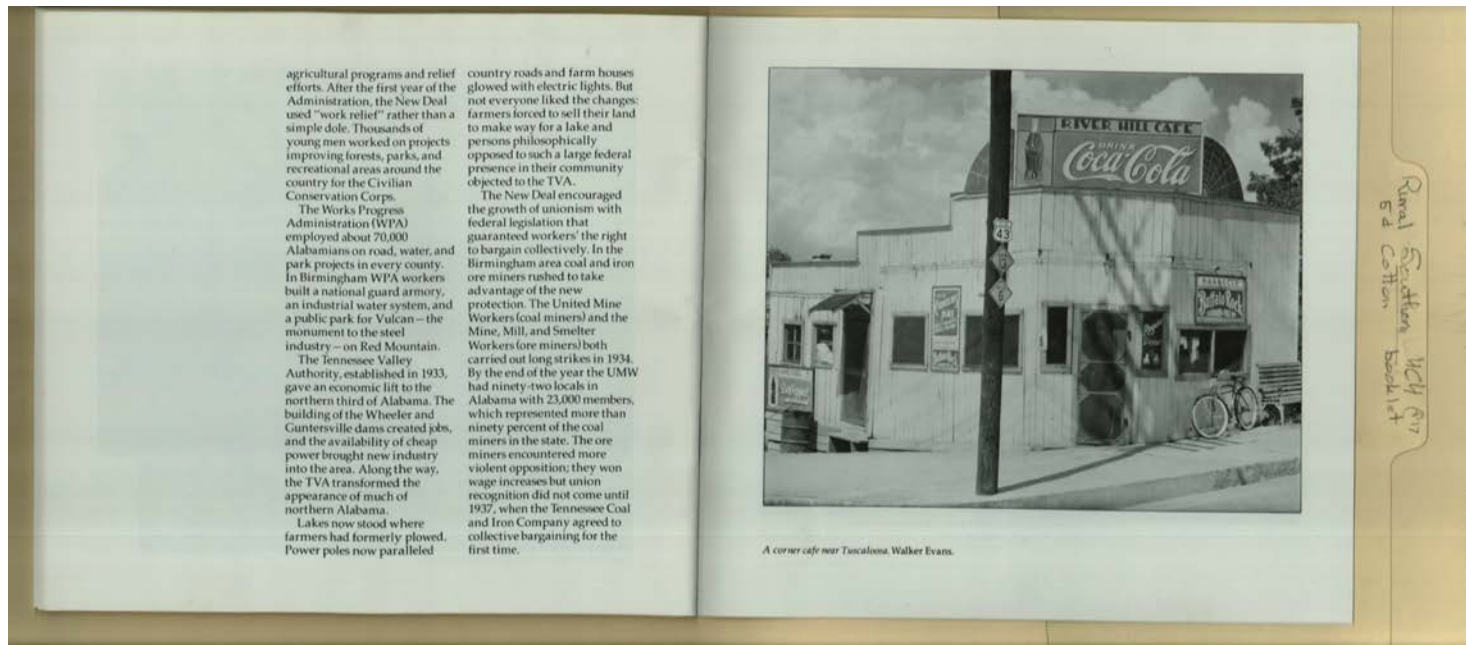 agricultural programs and relief
efforts. After the first year of the
Administration, the New Deal
used "work relief" rather than a
simple dole. Thousands of
young men worked on projects
improving forests, parks, and
recreational areas around the
country for the Civilian
Conservation Corps.
The Works Progress
Administration (WPA)
employed about 70,000
Alabamians on road, water, and
park projects in every county.
In Birmingham WPA workers
built a national guard armory,
an industrial water system, and
a public park for Vulcan—the
monument to the steel
industry—on Red Mountain.
The Tennessee Valley
Authority, established in 1933,
gave an economic lift to the
northern third of Alabama. The
building of the Wheeler and
Guntersville dams created jobs,
and the availability of cheap
power brought new industry
into the area. Along the way,
the TVA transformed the
appearance of much of
northern Alabama.
Lakes now stood where
farmers had formerly plowed.
Power poles now paralleled
country roads and farm houses
glowed with electric lights. But
not everyone liked the changes:
farmers forced to sell their land
to make way for a lake and
persons philosophically
opposed to such a large federal
presence in their community
objected to the TVA.
The New Deal encouraged
the growth of unionism with
federal legislation that
guaranteed workers' the right
to bargain collectively. In the
Birmingham area coal and iron
ore miners rushed to take
advantage of the new
protection. The United Mine
Workers (coal miners) and the
Mine, Mill, and Smelter
Workers (ore miners) both
carried out long strikes in 1934.
By the end of the year the UMW
had ninety-two locals in
Alabama with 23,000 members,
which represented more than
ninety percent of the coal
miners in the state. The ore
miners encountered more
violent opposition; they won
wage increases but union
recognition did not come until
1937, when the Tennessee Coal
and Iron Company agreed to
collective bargaining for the
first time.
RIVER HILL CAFE
DRINK
Coca-Cola
43
Buffalo Rock
A corner cafe near Tuscaloosa. Walker Evans.
Rural Southern
Cotton booklet